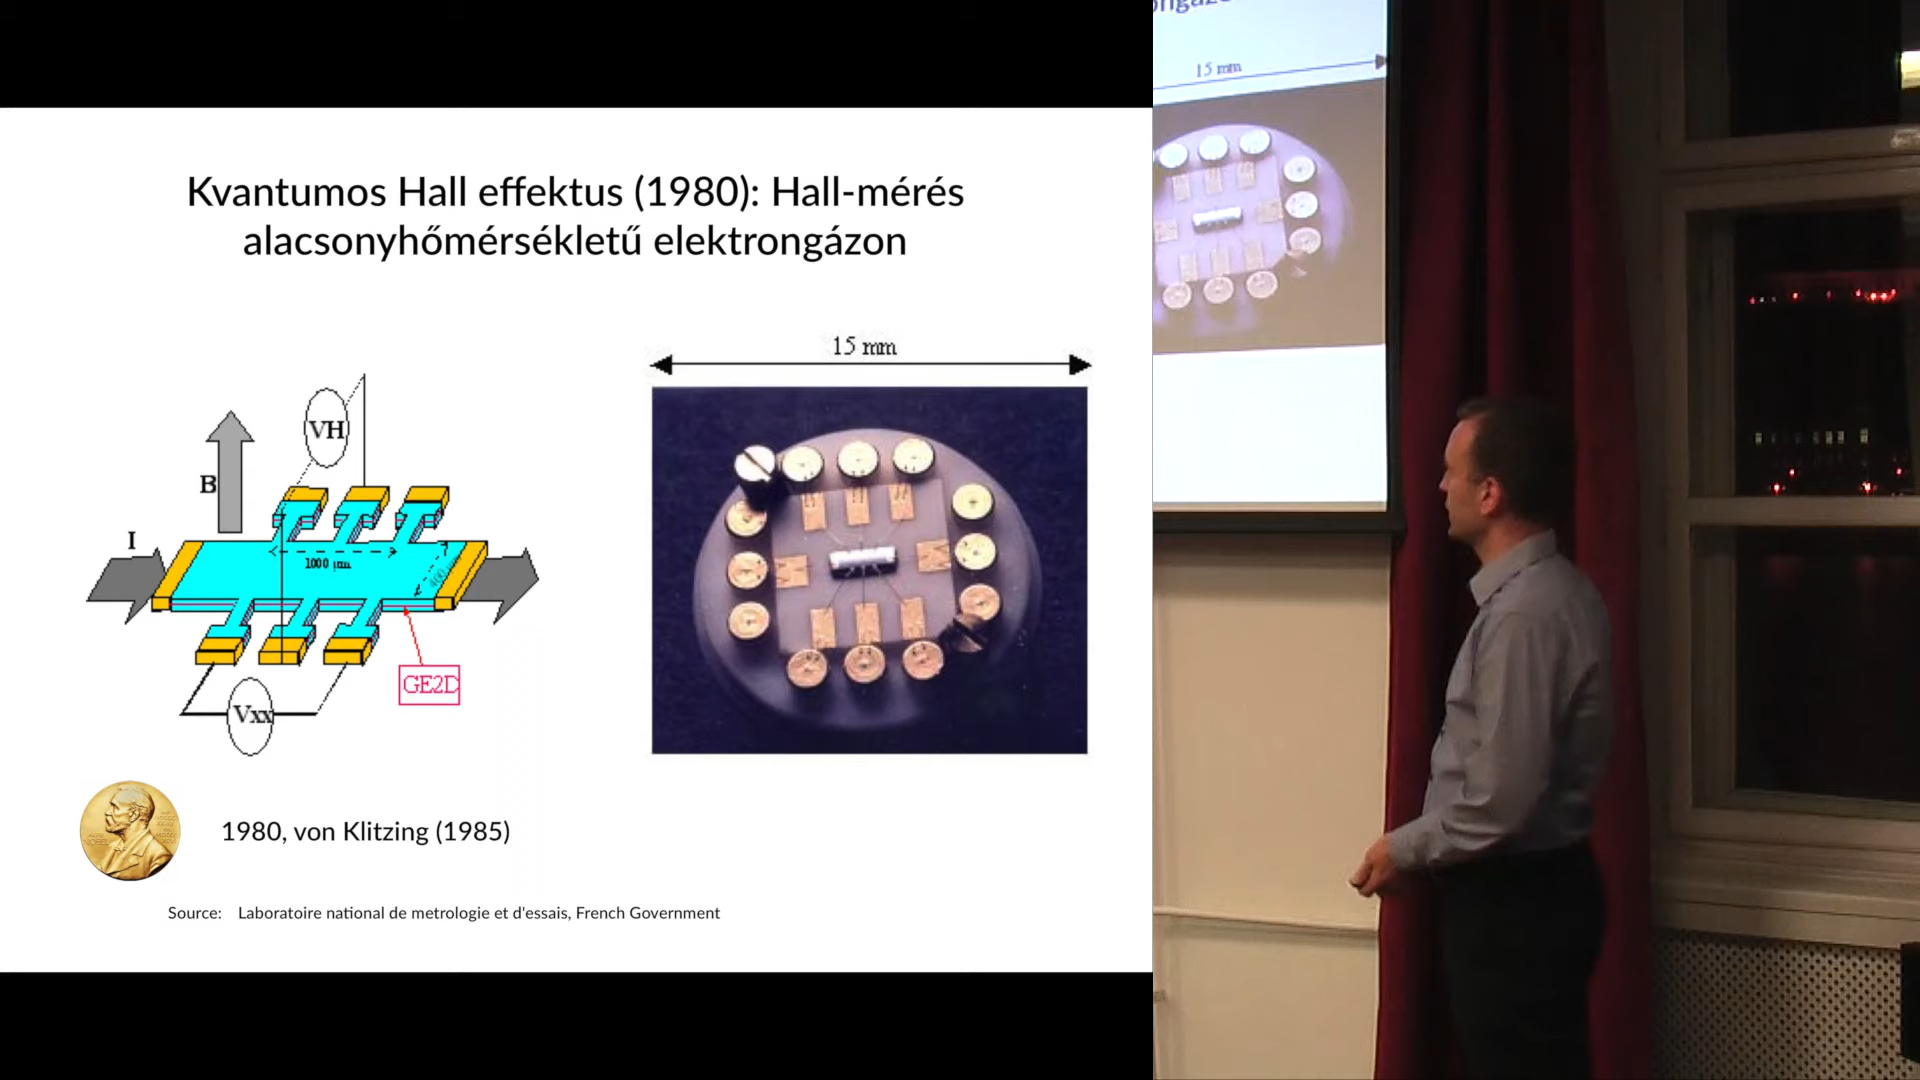 Kvantumos Hall effektus (1980): Hall-mérés
alacsonyhőmérsékletű elektrongázon
15 mm
VH
B
I
1000 µm
GE2D
Vxx
1980, von Klitzing (1985)
Source: Laboratoire national de metrologie et d'essais, French Government
15 mm